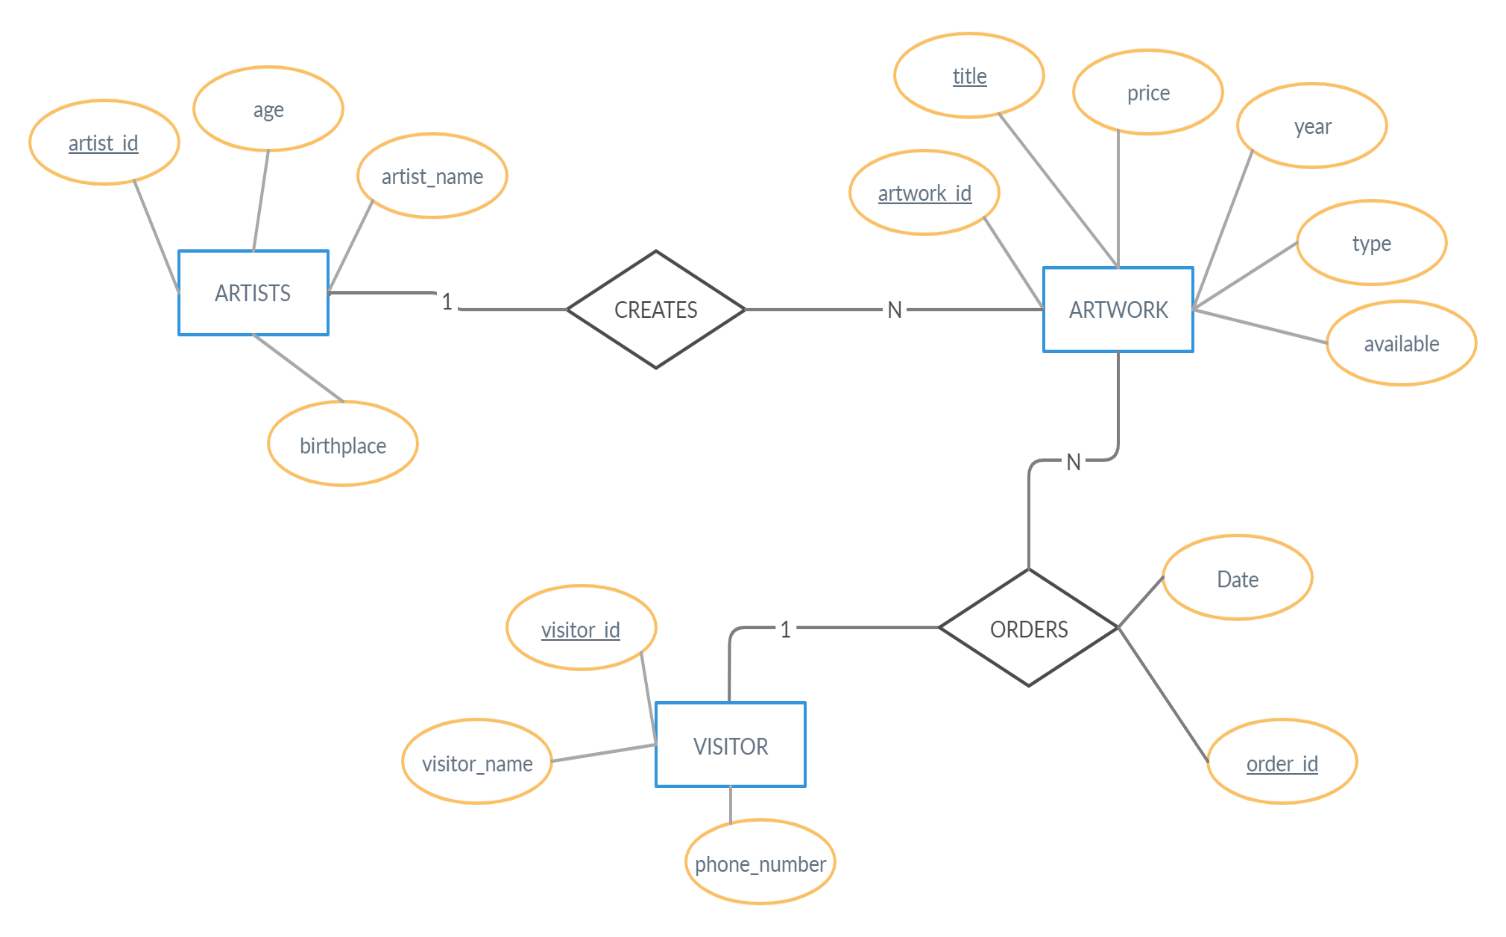 title
price
age
year
artist_id
artist_name
artwork_id
type
ARTISTS
1
CREATES
N
ARTWORK
available
birthplace
N
Date
visitor_id
1
ORDERS
visitor_name
VISITOR
order_id
phone_number